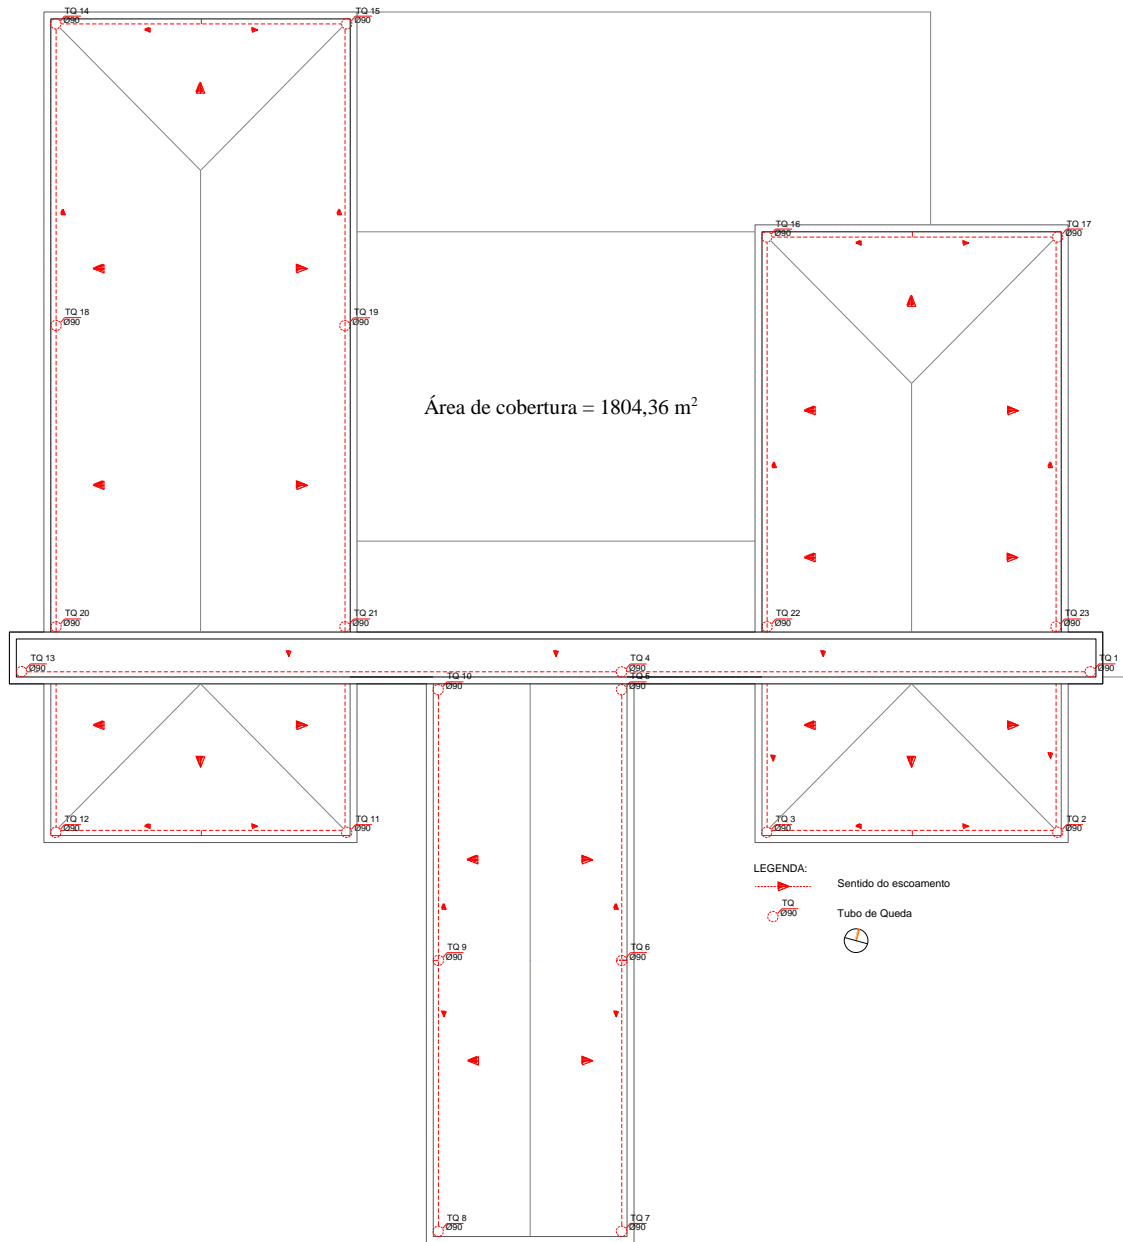 TQ 14
Ø90
TQ 15
Ø90
TQ 16
Ø90
TQ 17
Ø90
TQ 18
Ø90
TQ 19
Ø90
Área de cobertura = 1804,36 m²
TQ 20
Ø90
TQ 21
Ø90
TQ 22
Ø90
TQ 23
Ø90
TQ 13
Ø90
TQ 4
Ø90
TQ 1
Ø90
TQ 10
Ø90
TQ 5
Ø90
TQ 12
Ø90
TQ 11
Ø90
TQ 3
Ø90
TQ 2
Ø90
LEGENDA:
Sentido do escoamento
TQ
Ø90
Tubo de Queda
TQ 9
Ø90
TQ 6
Ø90
TQ 8
Ø90
TQ 7
Ø90